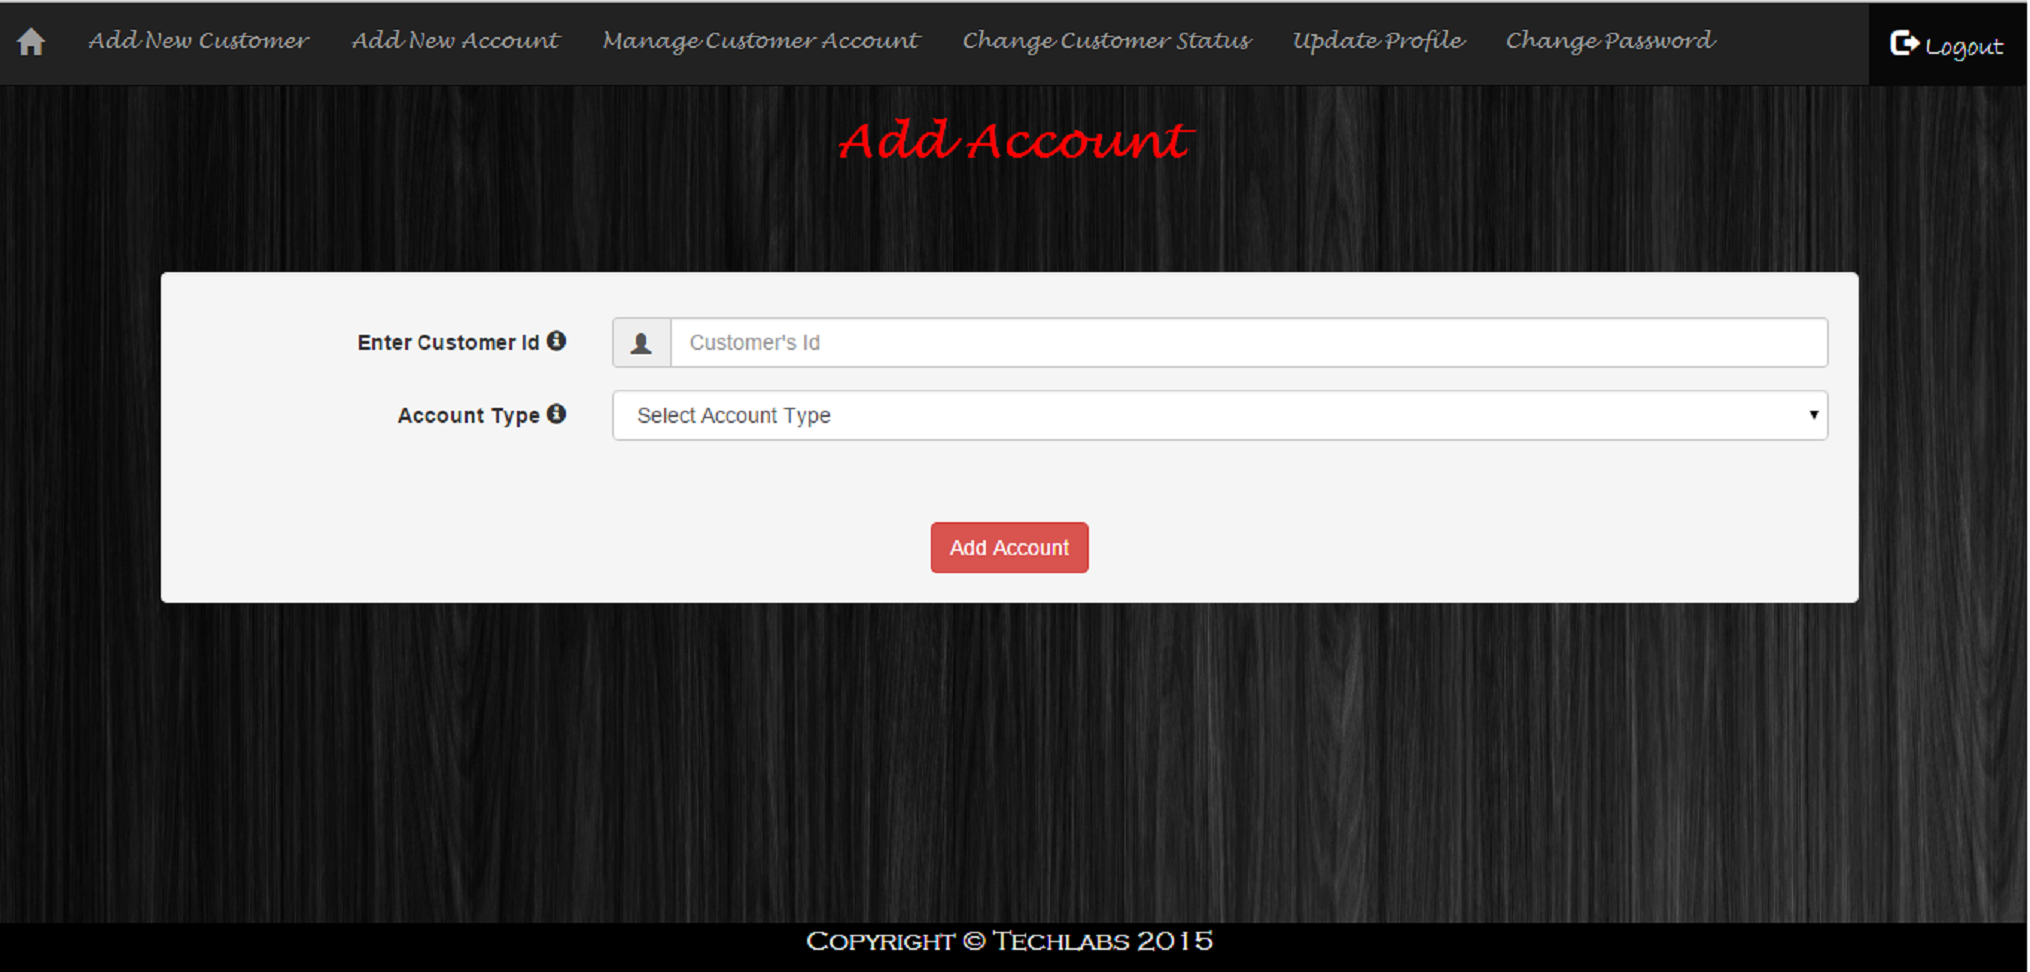 Add New Customer Add New Account Manage Customer Account Change Customer Status Update Profile Change Password Logout
Add Account
Enter Customer Id
Customer's Id
Account Type
Select Account Type
Add Account
Copyright © Techlabs 2015